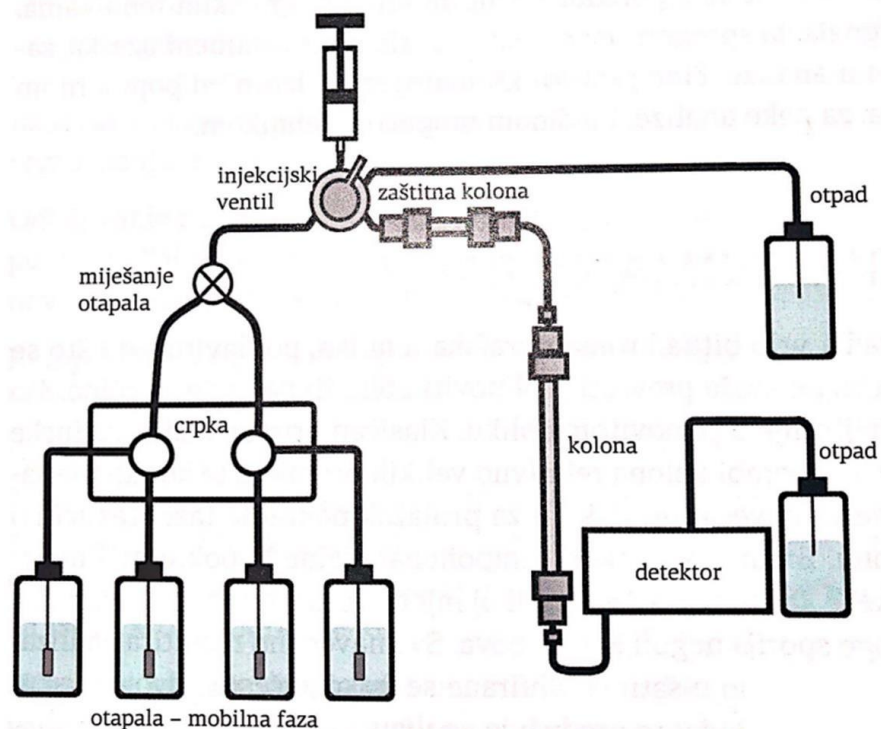 injekcijski
ventil
zaštitna kolona
otpad
miješanje
otapala
crpka
kolona
otpad
detektor
otapala – mobilna faza